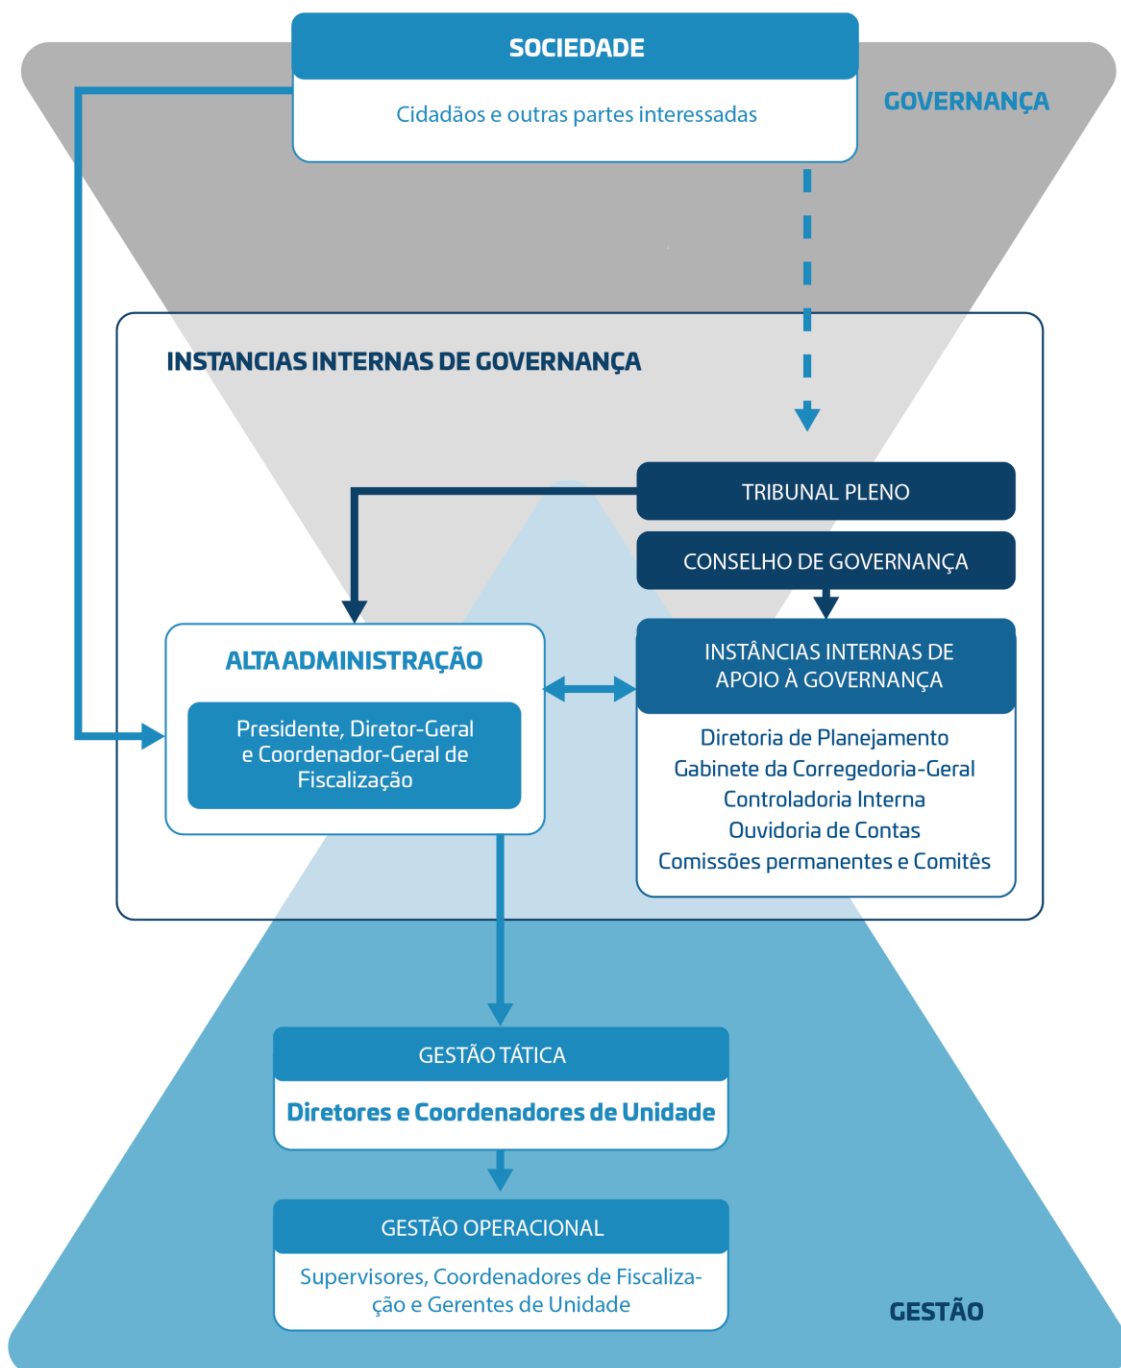 SOCIEDADE
Cidadãos e outras partes interessadas
GOVERNANÇA
INSTANCIAS INTERNAS DE GOVERNANÇA
TRIBUNAL PLENO
CONSELHO DE GOVERNANÇA
ALTA ADMINISTRAÇÃO
Presidente, Diretor-Geral
e Coordenador-Geral de
Fiscalização
INSTÂNCIAS INTERNAS DE
APOIO À GOVERNANÇA
Diretoria de Planejamento
Gabinete da Corregedoria-Geral
Controladoria Interna
Ouvidoria de Contas
Comissões permanentes e Comitês
GESTÃO TÁTICA
Diretores e Coordenadores de Unidade
GESTÃO OPERACIONAL
Supervisores, Coordenadores de Fiscaliza-
ção e Gerentes de Unidade
GESTÃO